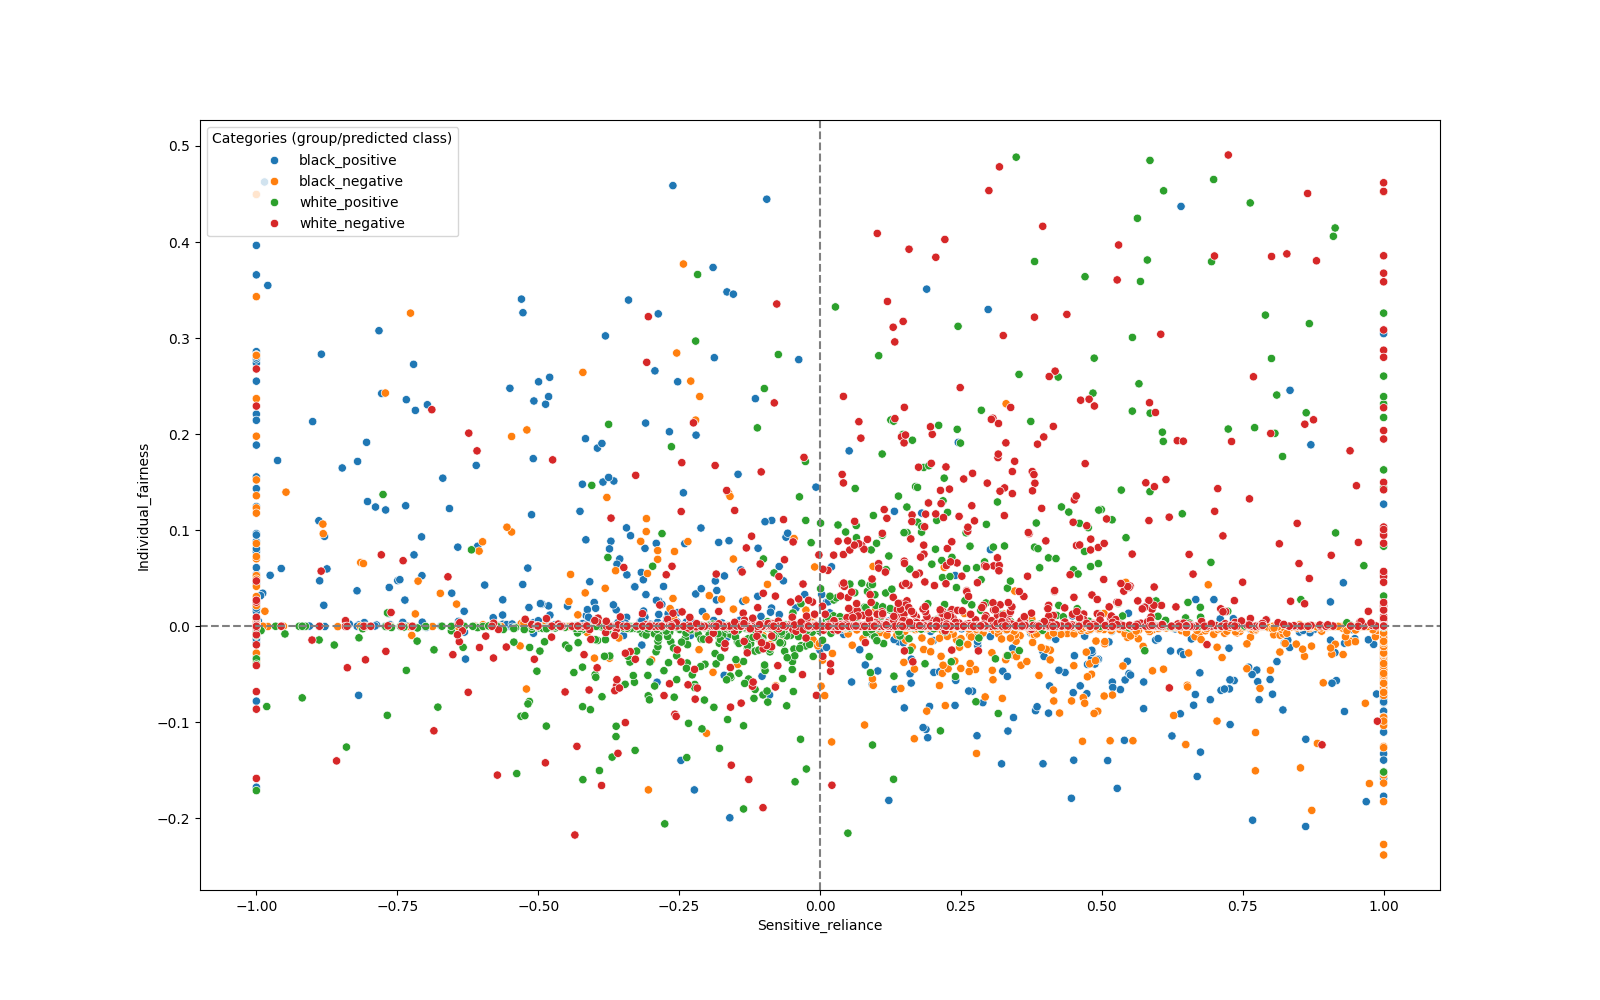 Categories (group/predicted class)
black_positive
black_negative
white_positive
white_negative
0.5
0.4
0.3
0.2
0.1
0.0
−0.1
−0.2
Individual_fairness
−1.00
−0.75
−0.50
−0.25
0.00
0.25
0.50
0.75
1.00
Sensitive_reliance